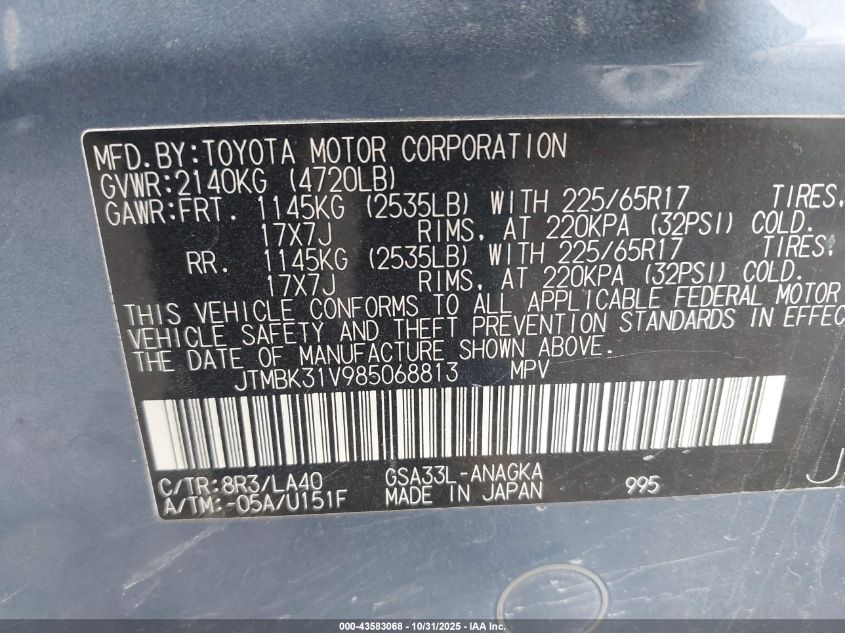 MFD.BY:TOYOTA MOTOR CORPORATION
GVWR:2140KG (4720LB)
GAWR:FRT. 1145KG (2535LB) WITH 225/65R17 TIRES,
17X7J RIMS, AT 220KPA (32PSI) COLD.
RR. 1145KG (2535LB) WITH 225/65R17 TIRES,
17X7J RIMS, AT 220KPA (32PSI) COLD.
THIS VEHICLE CONFORMS TO ALL APPLICABLE FEDERAL MOTOR
VEHICLE SAFETY AND THEFT PREVENTION STANDARDS IN EFFEC
THE DATE OF MANUFACTURE SHOWN ABOVE.
JTMBK31V985068813 MPV
C/TR:8R3/LA40 GSA33L-ANAGKA
A/TM:-05A/U151F MADE IN JAPAN 995
J
000-43583068 - 10/31/2025 - IAA Inc.